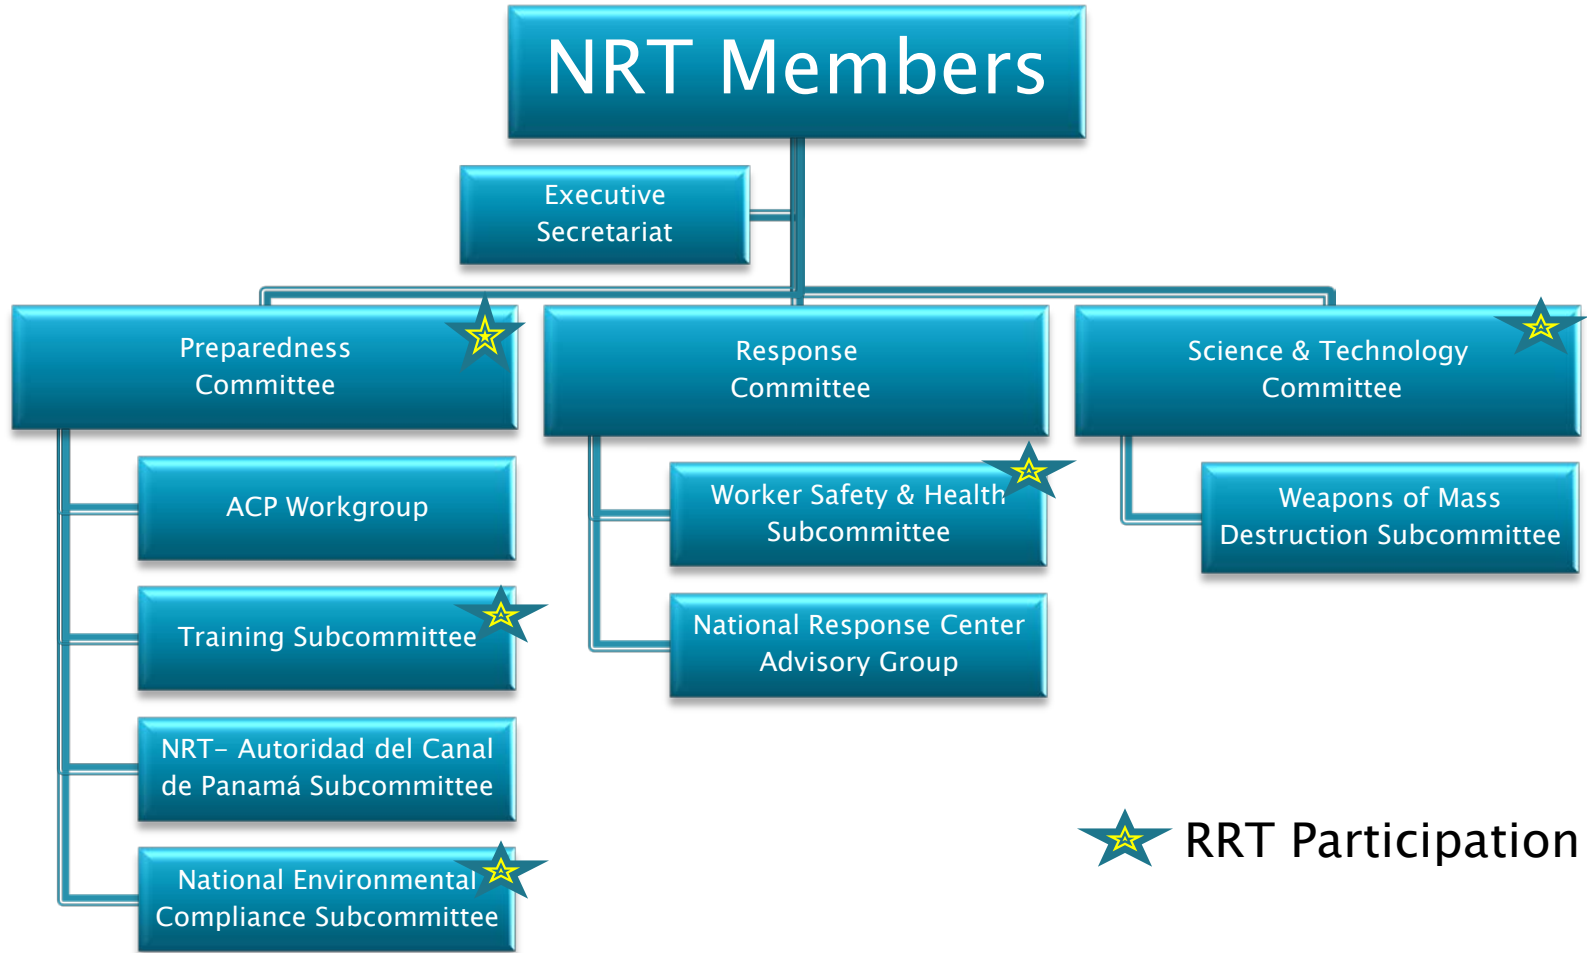 NRT Members
Executive
Secretariat
Preparedness
Committee
Response
Committee
Science & Technology
Committee
ACP Workgroup
Training Subcommittee
NRT- Autoridad del Canal
de Panamá Subcommittee
National Environmental
Compliance Subcommittee
Worker Safety & Health
Subcommittee
National Response Center
Advisory Group
Weapons of Mass
Destruction Subcommittee
RRT Participation